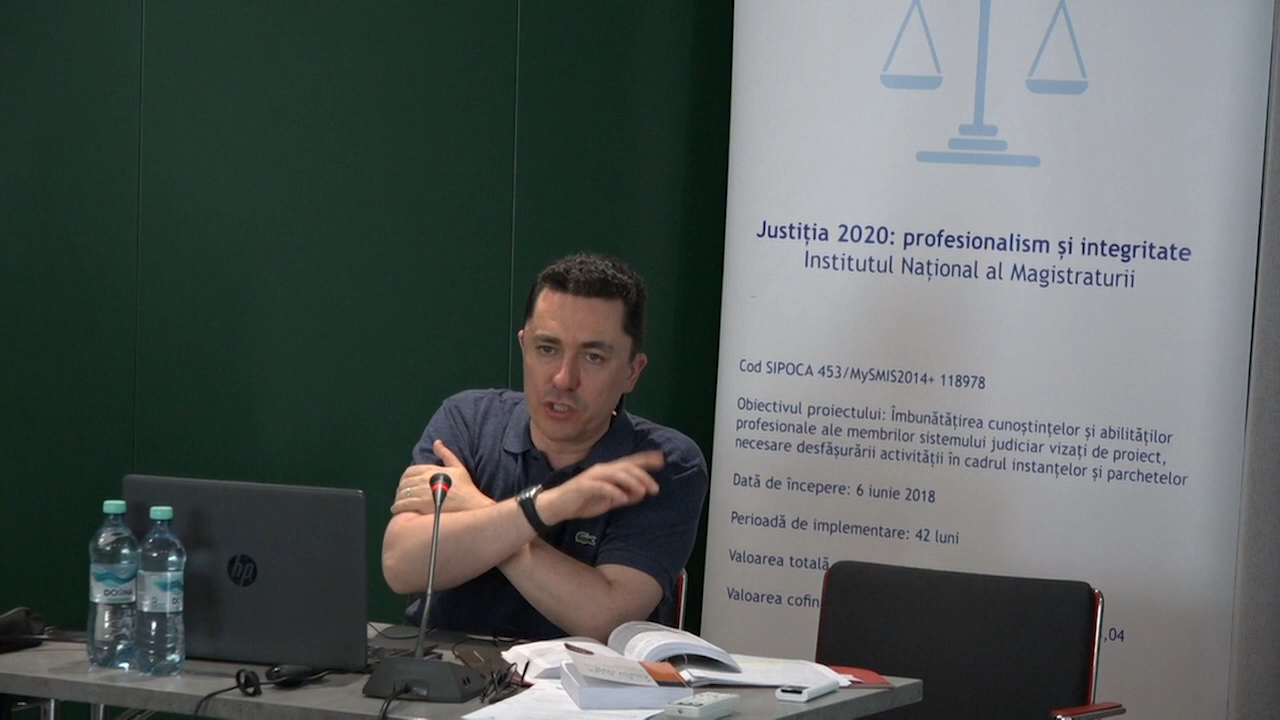 Justiția 2020: profesionalism și integritate
Institutul Național al Magistraturii
Cod SIPOCA 453/MySMIS2014+ 118978
Obiectivul proiectului: Îmbunătățirea cunoștințelor și abilităților
profesionale ale membrilor sistemului judiciar vizați de proiect,
necesare desfășurării activității în cadrul instanțelor și parchetelor
Dată de începere: 6 iunie 2018
Perioadă de implementare: 42 luni
Valoarea totală
Valoarea
,04
hp
DORNA